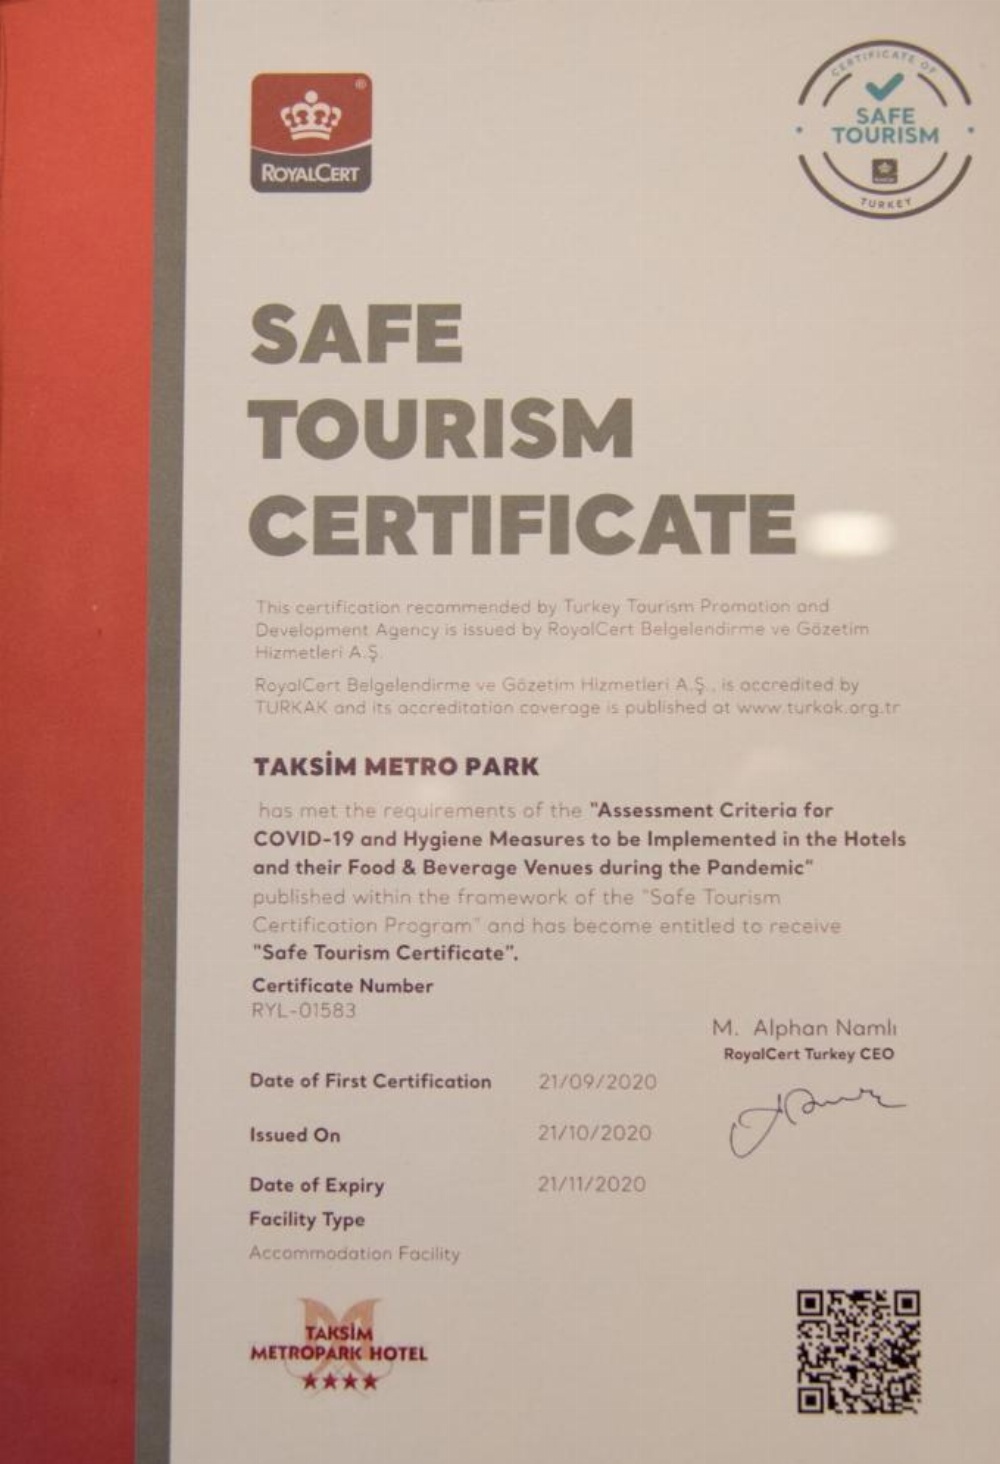 ROYALCERT
®
CERTIFICATE OF
SAFE
TOURISM
TURKEY
SAFE
TOURISM
CERTIFICATE
This certification recommended by Turkey Tourism Promotion and
Development Agency is issued by RoyalCert Belgelendirme ve Gözetim
Hizmetleri A.Ş.
RoyalCert Belgelendirme ve Gözetim Hizmetleri A.Ş., is accredited by
TURKAK and its accreditation coverage is published at www.turkak.org.tr
TAKSİM METRO PARK
has met the requirements of the "Assessment Criteria for
COVID-19 and Hygiene Measures to be Implemented in the Hotels
and their Food & Beverage Venues during the Pandemic"
published within the framework of the "Safe Tourism
Certification Program" and has become entitled to receive
"Safe Tourism Certificate".
Certificate Number
RYL-01583
M. Alphan Namlı
RoyalCert Turkey CEO
Date of First Certification 21/09/2020
Issued On 21/10/2020
Date of Expiry 21/11/2020
Facility Type
Accommodation Facility
TAKSİM
METROPARK HOTEL